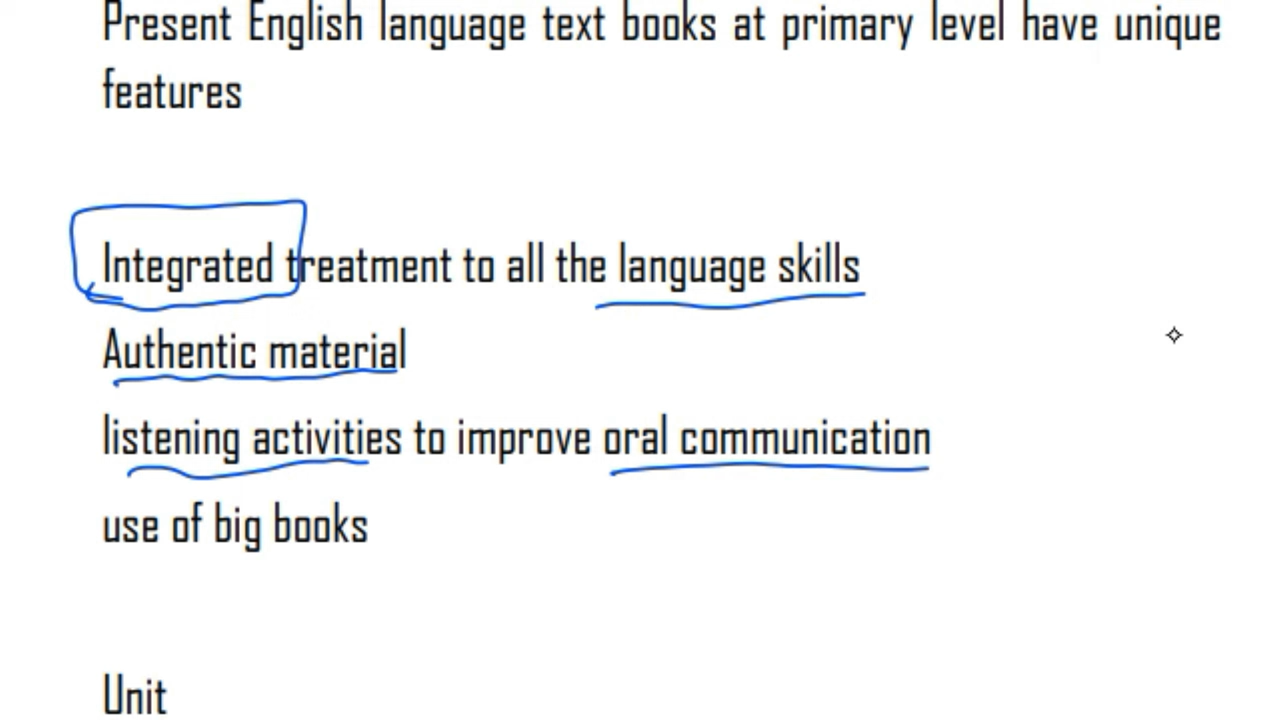 Present English language text books at primary level have unique
features
Integrated treatment to all the language skills
Authentic material
listening activities to improve oral communication
use of big books
Unit